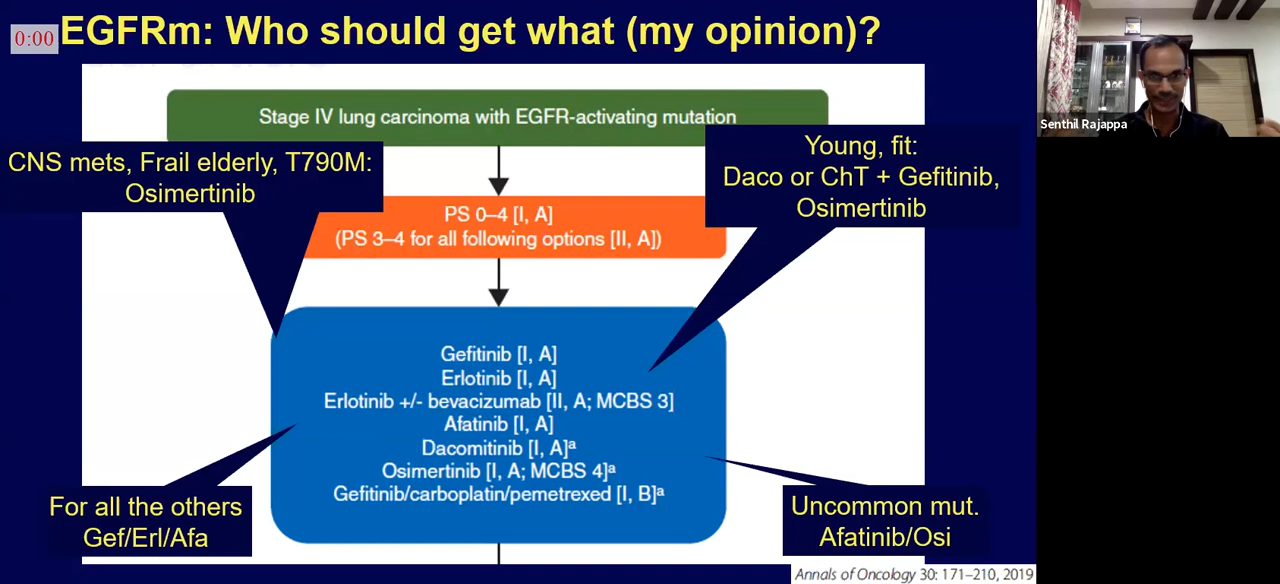 0:00
EGFRm: Who should get what (my opinion)?
Senthil Rajappa
Stage IV lung carcinoma with EGFR-activating mutation
CNS mets, Frail elderly, T790M:
Osimertinib
Young, fit:
Daco or ChT + Gefitinib,
Osimertinib
PS 0–4 [I, A]
(PS 3–4 for all following options [II, A])
Gefitinib [I, A]
Erlotinib [I, A]
Erlotinib +/- bevacizumab [II, A; MCBS 3]
Afatinib [I, A]
Dacomitinib [I, A]ᵃ
Osimertinib [I, A; MCBS 4]ᵃ
Gefitinib/carboplatin/pemetrexed [I, B]ᵃ
For all the others
Gef/Erl/Afa
Uncommon mut.
Afatinib/Osi
Annals of Oncology 30: 171–210, 2019